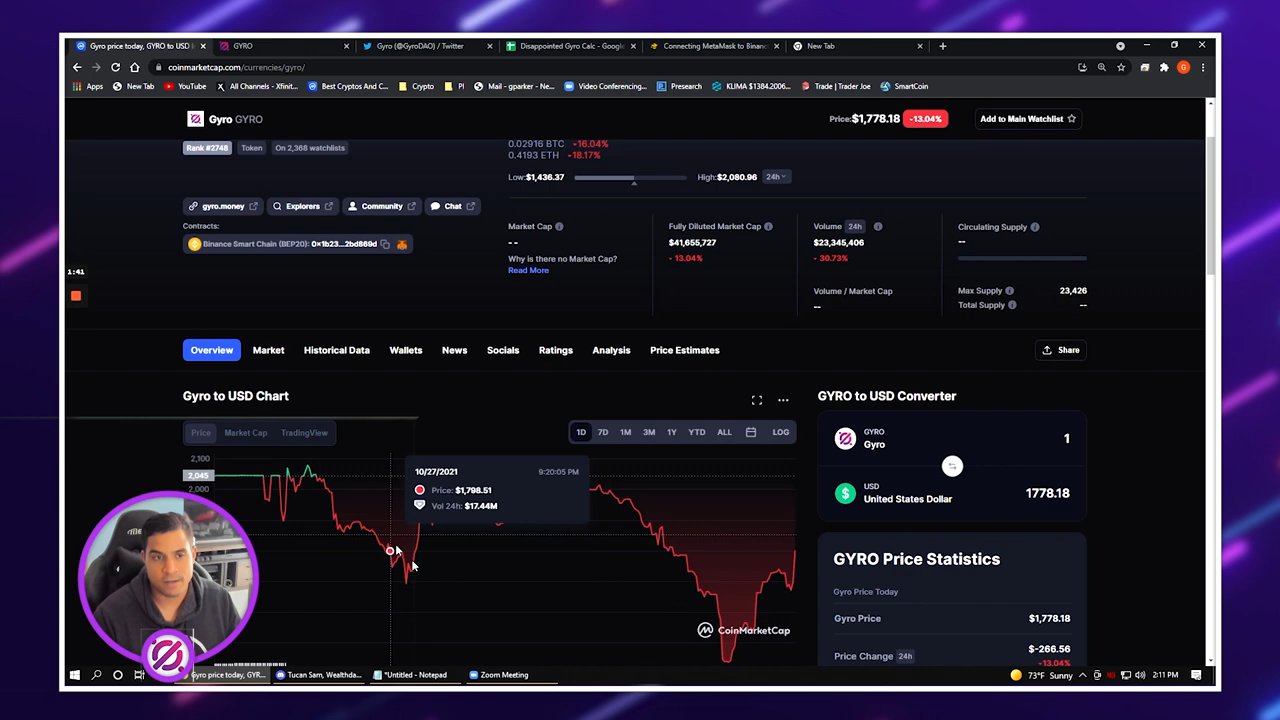 Gyro price today, GYRO to USD
GYRO
Gyro (@GyroDAO) / Twitter
Disappointed Gyro Calc - Google
Connecting MetaMask to Binanc
New Tab
coinmarketcap.com/currencies/gyro/
Apps
New Tab
YouTube
All Channels - Xfinit...
Best Cryptos And C...
Crypto
PI
Mail - gparker - Ne...
Video Conferencing...
Presearch
KLIMA $1384.2006...
Trade | Trader Joe
SmartCoin
G
Gyro GYRO
Price: $1,778.18 -13.04%
Add to Main Watchlist
Rank #2748 Token On 2,368 watchlists
0.02916 BTC -16.04%
0.4193 ETH -18.17%
Low: $1,436.37 High: $2,080.96 24h
gyro.money Explorers Community Chat
Contracts:
Binance Smart Chain (BEP20): 0x1b23...2bd869d
Market Cap
- -
Why is there no Market Cap?
Read More
Fully Diluted Market Cap
$41,655,727
- 13.04%
Volume 24h
$23,345,406
- 30.73%
Volume / Market Cap
--
Circulating Supply
--
Max Supply 23,426
Total Supply --
1:41
Overview Market Historical Data Wallets News Socials Ratings Analysis Price Estimates
Share
Gyro to USD Chart
Price Market Cap TradingView
1D 7D 1M 3M 1Y YTD ALL LOG
2,100
2,045
2,000
10/27/2021 9:20:05 PM
Price: $1,798.51
Vol 24h: $17.44M
CoinMarketCap
GYRO to USD Converter
GYRO
Gyro
1
USD
United States Dollar
1778.18
GYRO Price Statistics
Gyro Price Today
Gyro Price $1,778.18
Price Change 24h $-266.56
-13.04%
Gyro price today, GYR...
Tucan Sam, Wealthda...
*Untitled - Notepad
Zoom Meeting
73°F Sunny
2:11 PM